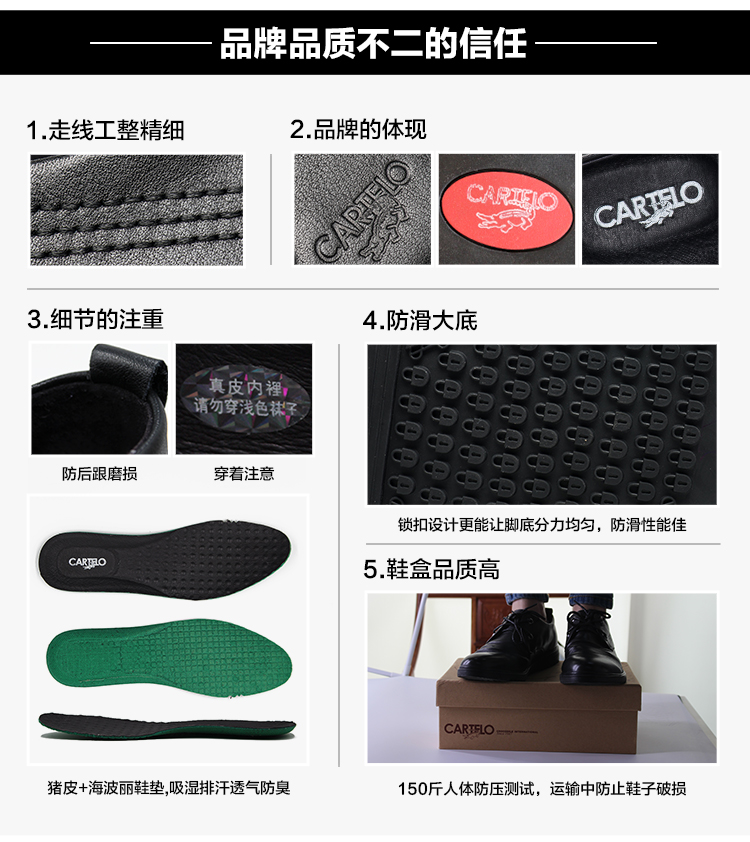 品牌品质不二的信任
1.走线工整精细
2.品牌的体现
CARTELO
CARTELO
CARTELO
3.细节的注重
4.防滑大底
真皮内裡
请勿穿浅色袜子
防后跟磨损
穿着注意
锁扣设计更能让脚底分力均匀，防滑性能佳
CARTELO
5.鞋盒品质高
CARTELO
猪皮+海波丽鞋垫,吸湿排汗透气防臭
150斤人体防压测试，运输中防止鞋子破损